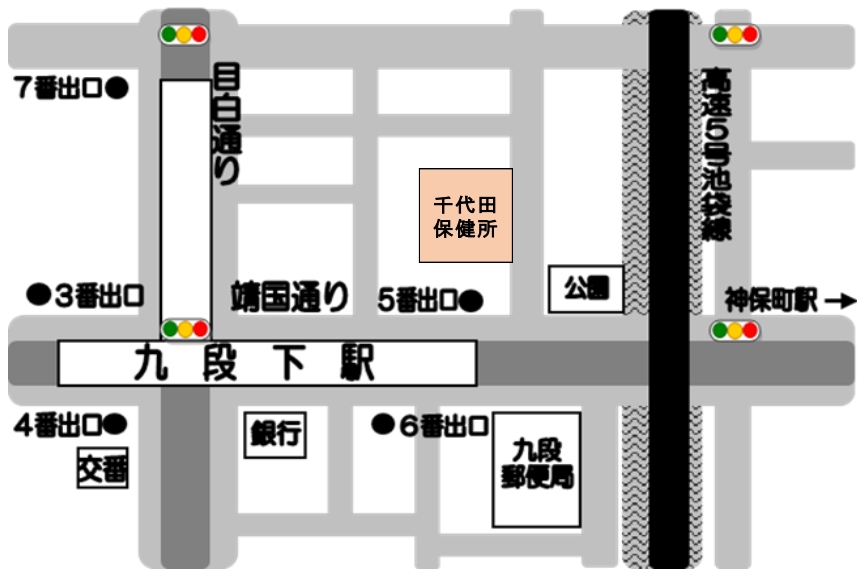 7番出口
目白通り
高速5号池袋線
千代田
保健所
3番出口
靖国通り
5番出口
公園
神保町駅
九段下駅
4番出口
銀行
6番出口
九段
郵便局
交番